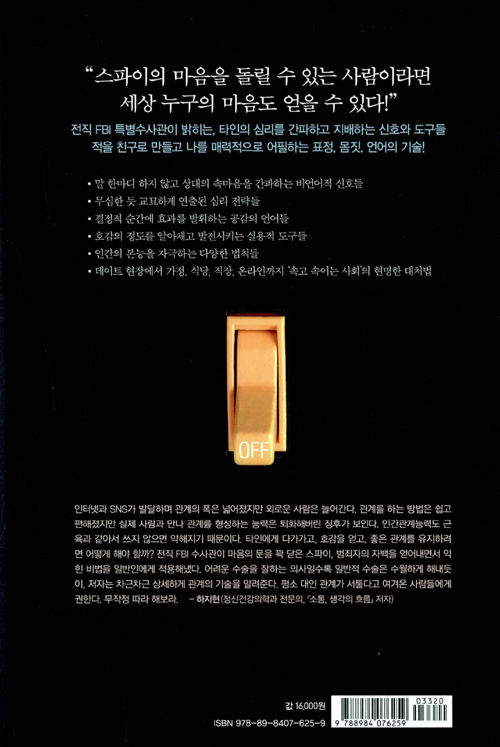 “스파이의 마음을 돌릴 수 있는 사람이라면
세상 누구의 마음도 얻을 수 있다!”
전직 FBI 특별수사관이 밝히는, 타인의 심리를 간파하고 지배하는 신호와 도구들
적을 친구로 만들고 나를 매력적으로 어필하는 표정, 몸짓, 언어의 기술!
• 말 한마디 하지 않고 상대의 속마음을 간파하는 비언어적 신호들
• 무심한 듯 교묘하게 연출된 심리 전략들
• 결정적 순간에 효과를 발휘하는 공감의 언어들
• 호감의 정도를 알아채고 발전시키는 실용적 도구들
• 인간의 본능을 자극하는 다양한 법칙들
• 데이트 현장에서 가정, 식당, 직장, 온라인까지 ‘속고 속이는 사회’의 현명한 대처법
OFF
인터넷과 SNS가 발달하며 관계의 폭은 넓어졌지만 외로운 사람은 늘어간다. 관계를 하는 방법은 쉽고
편해졌지만 실제 사람과 만나 관계를 형성하는 능력은 퇴화해버린 징후가 보인다. 인간관계능력도 근
육과 같아서 쓰지 않으면 약해지기 때문이다. 타인에게 다가가고, 호감을 얻고, 좋은 관계를 유지하려
면 어떻게 해야 할까? 전직 FBI 수사관이 마음의 문을 꽉 닫은 스파이, 범죄자의 자백을 얻어내면서 익
힌 비법을 일반인에게 적용해냈다. 어려운 수술을 잘하는 의사일수록 일반적 수술은 수월하게 해내듯
이, 저자는 차근차근 상세하게 관계의 기술을 알려준다. 평소 대인 관계가 서툴다고 여겨온 사람들에게
권한다. 무작정 따라 해보라. – 하지현(정신건강의학과 전문의, 『소통, 생각의 흐름』 저자)
값 16,000원
ISBN 978-89-8407-625-9
03320
9 788984 076259